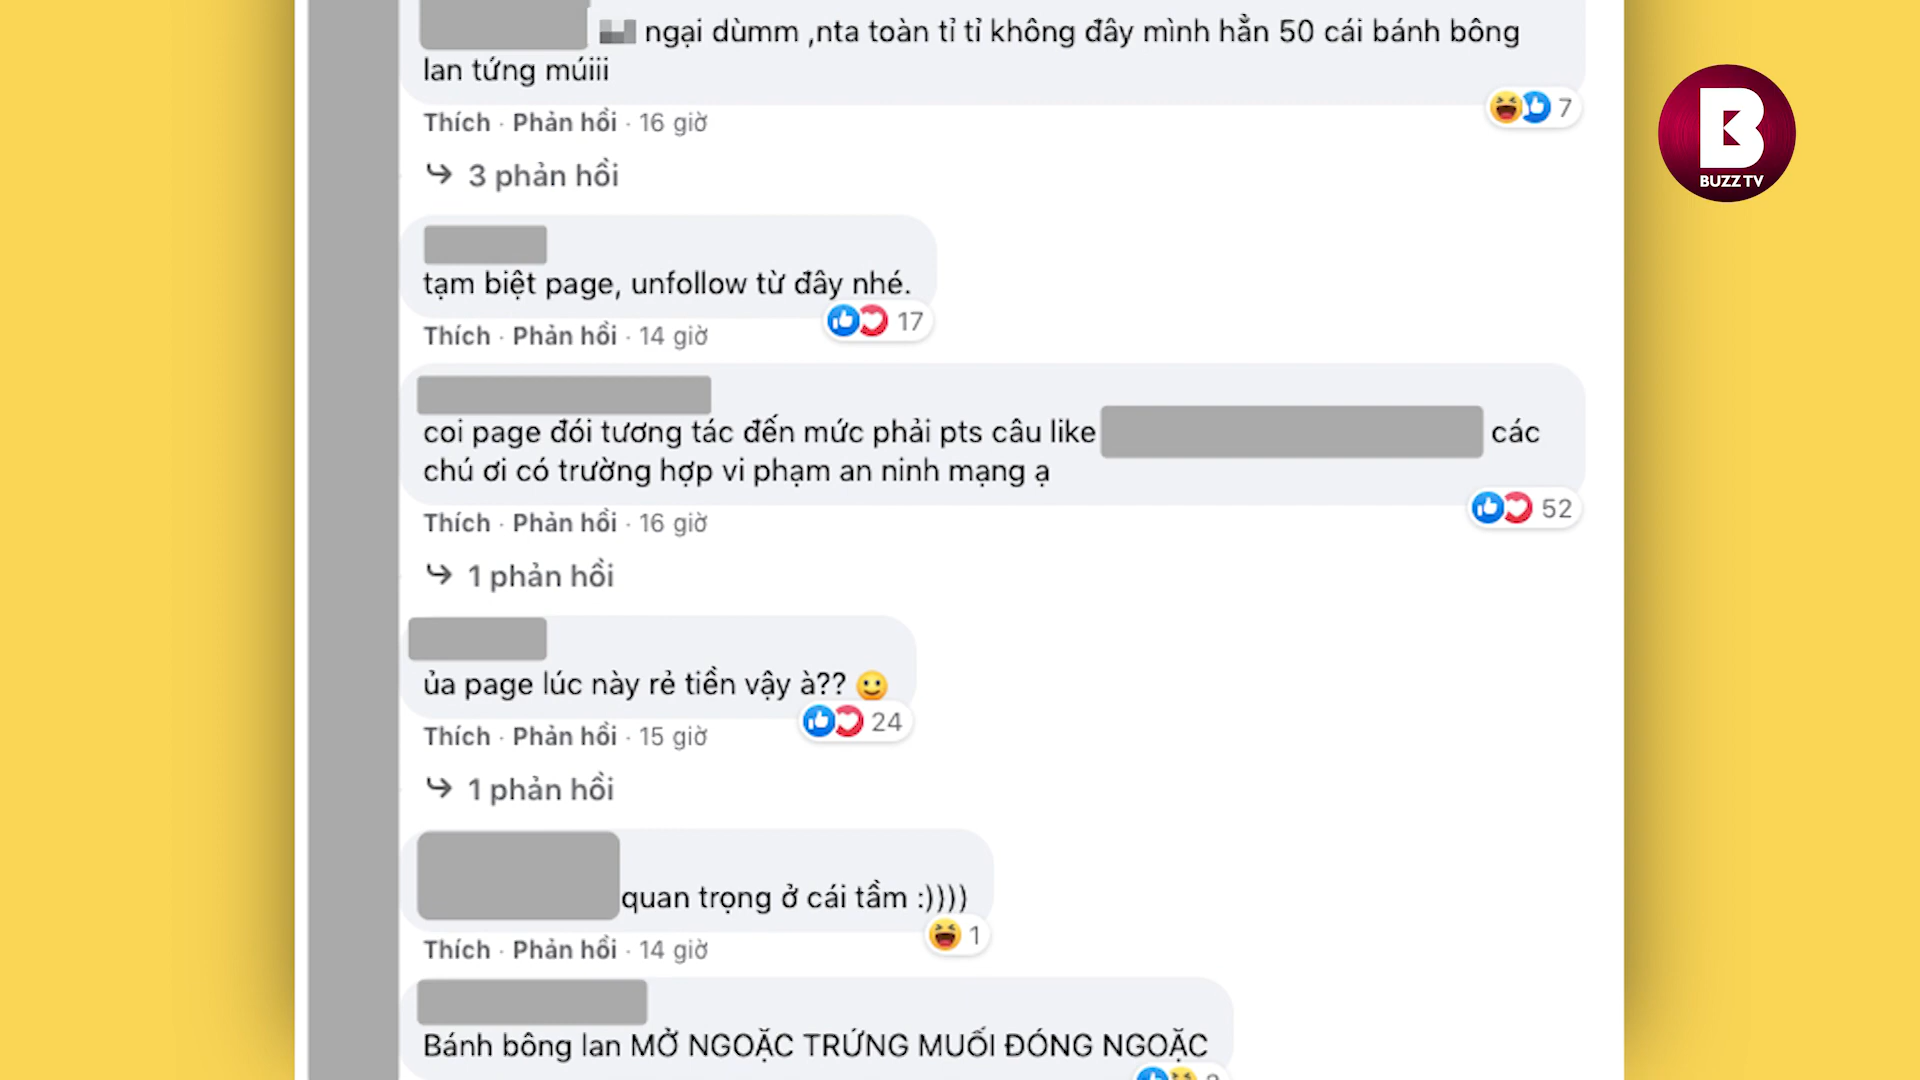 ngại dùmm ,nta toàn tỉ tỉ không đây mình hẳn 50 cái bánh bông
lan tứng múiii
7
Thích · Phản hồi · 16 giờ
3 phản hồi
tạm biệt page, unfollow từ đây nhé.
17
Thích · Phản hồi · 14 giờ
coi page đói tương tác đến mức phải pts câu like các
chú ơi có trường hợp vi phạm an ninh mạng ạ
52
Thích · Phản hồi · 16 giờ
1 phản hồi
ủa page lúc này rẻ tiền vậy à??
24
Thích · Phản hồi · 15 giờ
1 phản hồi
quan trọng ở cái tầm :))))
1
Thích · Phản hồi · 14 giờ
Bánh bông lan MỞ NGOẶC TRỨNG MUỐI ĐÓNG NGOẶC
BUZZ TV